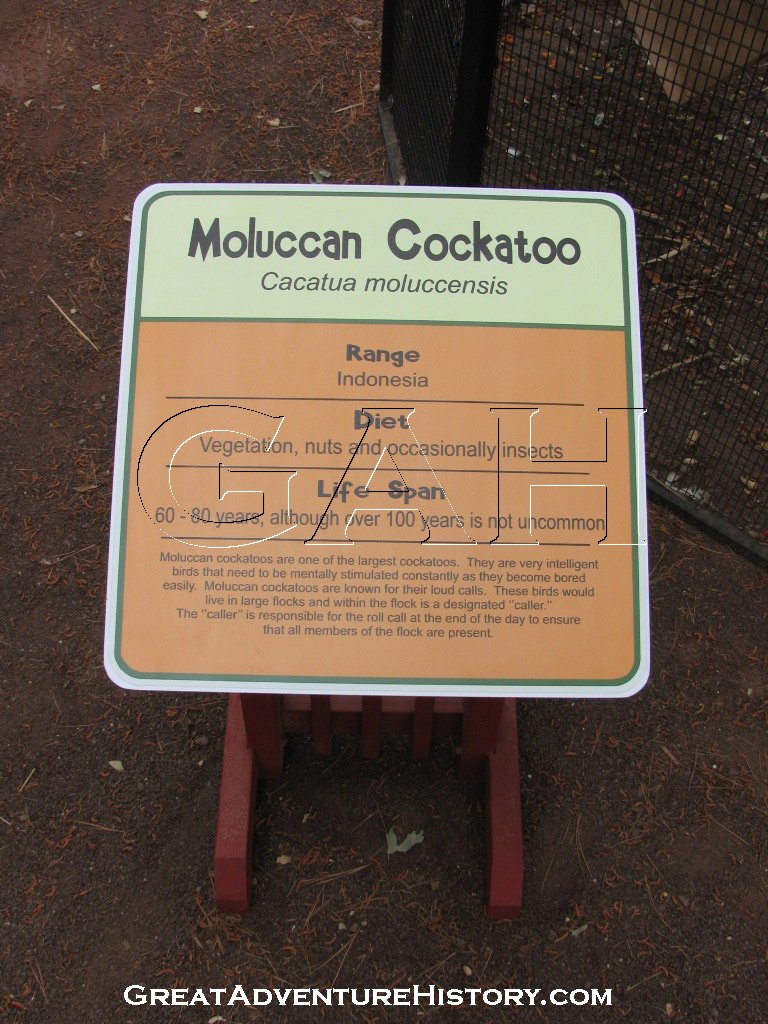 Moluccan Cockatoo
Cacatua moluccensis
Range
Indonesia
Diet
Vegetation, nuts and occasionally insects
Life Span
60 - 80 years, although over 100 years is not uncommon
GAH
Moluccan cockatoos are one of the largest cockatoos. They are very intelligent
birds that need to be mentally stimulated constantly as they become bored
easily. Moluccan cockatoos are known for their loud calls. These birds would
live in large flocks and within the flock is a designated "caller."
The "caller" is responsible for the roll call at the end of the day to ensure
that all members of the flock are present.
GreatAdventureHistory.com